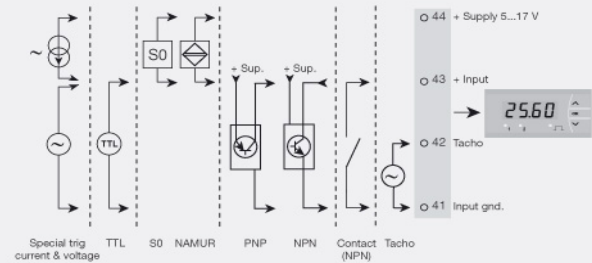 44 + Supply 5...17 V
~
S0
+ Sup.
+ Sup.
43 + Input
25.60
TTL
42 Tacho
~
~
41 Input gnd.
Special trig
current & voltage
TTL
S0
NAMUR
PNP
NPN
Contact
(NPN)
Tacho